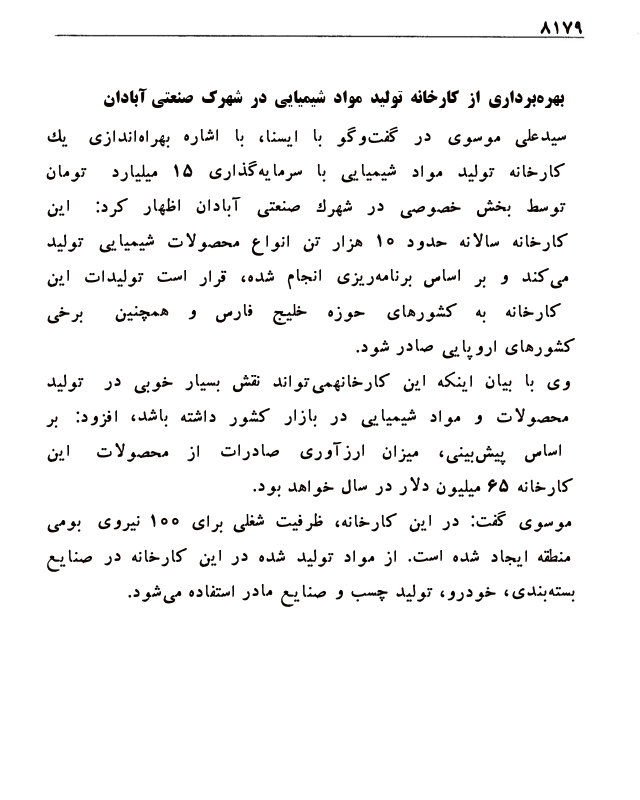 ۸۱۷۹
بهره‌برداری از کارخانه تولید مواد شیمیایی در شهرک صنعتی آبادان
سیدعلی موسوی در گفت‌وگو با ایسنا، با اشاره بهراه‌اندازی یك
کارخانه تولید مواد شیمیایی با سرمایه‌گذاری ۱۵ میلیارد تومان
توسط بخش خصوصی در شهرك صنعتی آبادان اظهار کرد: این
کارخانه سالانه حدود ۱۰ هزار تن انواع محصولات شیمیایی تولید
می‌کند و بر اساس برنامه‌ریزی انجام شده، قرار است تولیدات این
کارخانه به کشورهای حوزه خلیج فارس و همچنین برخی
کشورهای اروپایی صادر شود.
وی با بیان اینکه این کارخانهمی‌تواند نقش بسیار خوبی در تولید
محصولات و مواد شیمیایی در بازار کشور داشته باشد، افزود: بر
اساس پیش‌بینی، میزان ارزآوری صادرات از محصولات این
کارخانه ۶۵ میلیون دلار در سال خواهد بود.
موسوی گفت: در این کارخانه، ظرفیت شغلی برای ۱۰۰ نیروی بومی
منطقه ایجاد شده است. از مواد تولید شده در این کارخانه در صنایع
بسته‌بندی، خودرو، تولید چسب و صنایع مادر استفاده می‌شود.